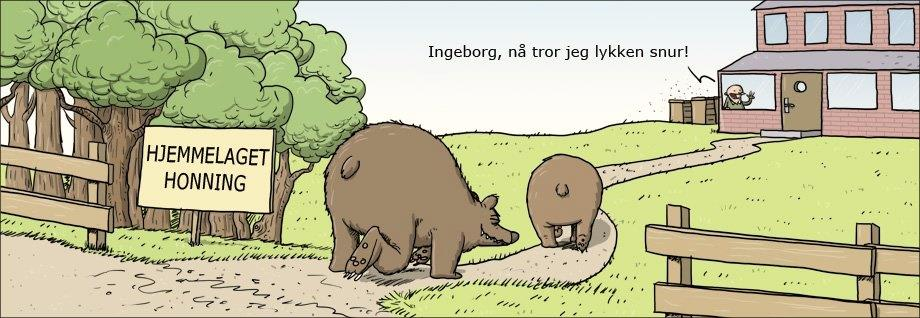 Ingeborg, nå tror jeg lykken snur!
HJEMMELAGET
HONNING